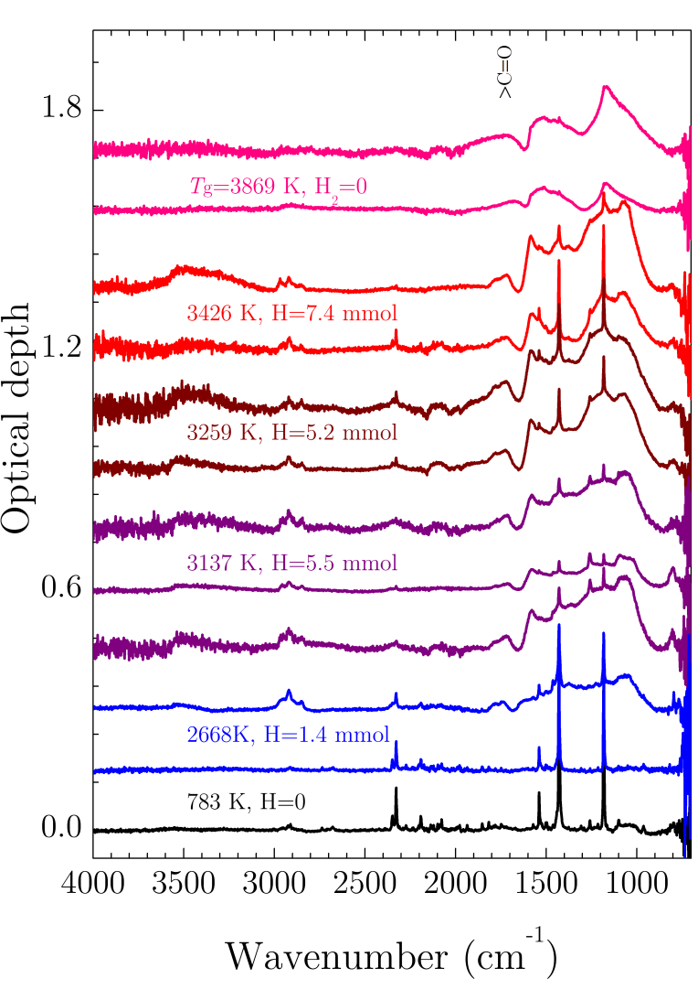 >C=O
1.8
Tg=3869 K, H2=0
3426 K, H=7.4 mmol
1.2
3259 K, H=5.2 mmol
3137 K, H=5.5 mmol
0.6
2668K, H=1.4 mmol
783 K, H=0
0.0
Optical depth
4000 3500 3000 2500 2000 1500 1000
Wavenumber (cm-1)